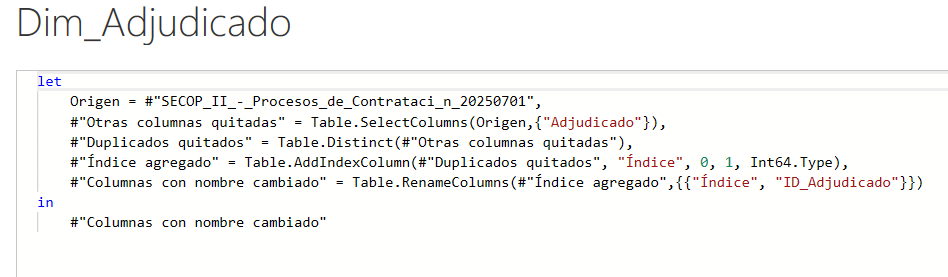 Dim_Adjudicado
let
    Origen = #"SECOP_II_-_Procesos_de_Contrataci_n_20250701",
    #"Otras columnas quitadas" = Table.SelectColumns(Origen,{"Adjudicado"}),
    #"Duplicados quitados" = Table.Distinct(#"Otras columnas quitadas"),
    #"Índice agregado" = Table.AddIndexColumn(#"Duplicados quitados", "Índice", 0, 1, Int64.Type),
    #"Columnas con nombre cambiado" = Table.RenameColumns(#"Índice agregado",{{"Índice", "ID_Adjudicado"}})
in
    #"Columnas con nombre cambiado"